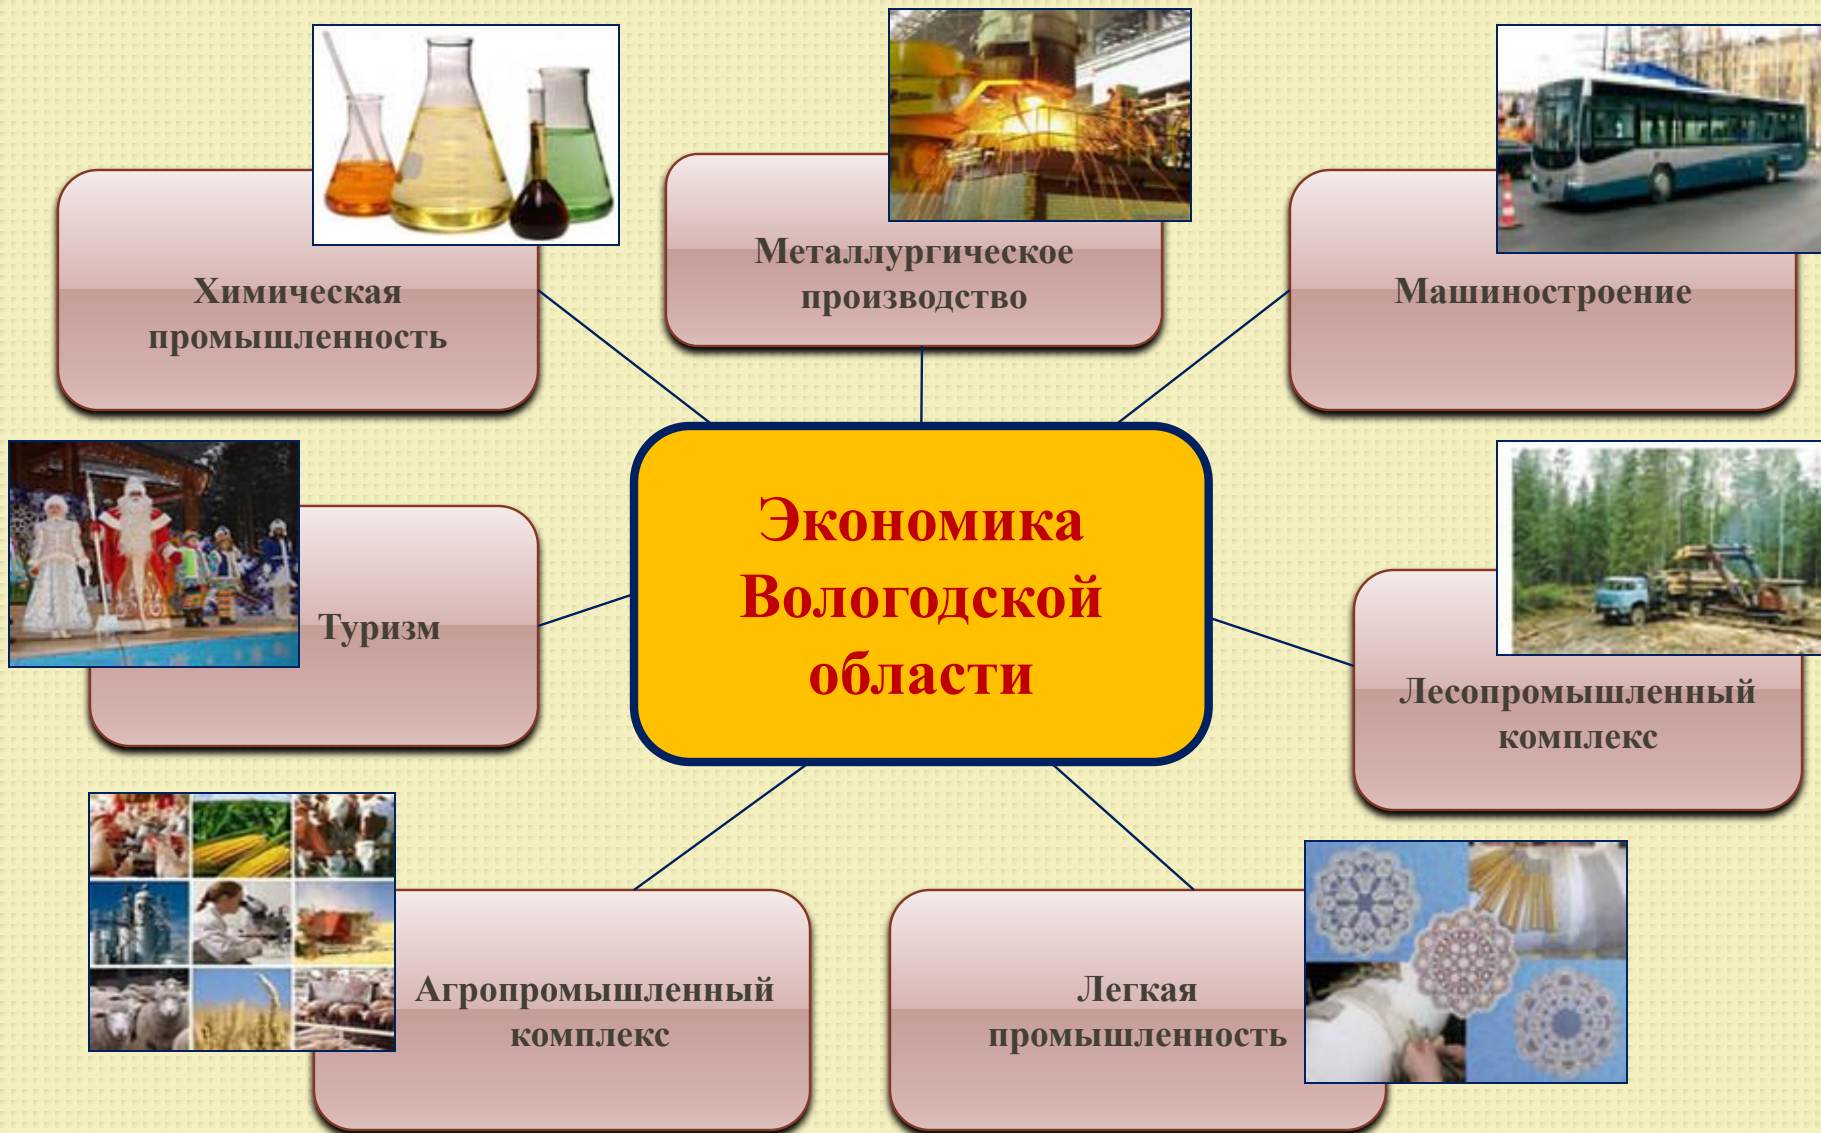 Химическая
промышленность
Металлургическое
производство
Машиностроение
Туризм
Экономика
Вологодской
области
Лесопромышленный
комплекс
Агропромышленный
комплекс
Легкая
промышленность